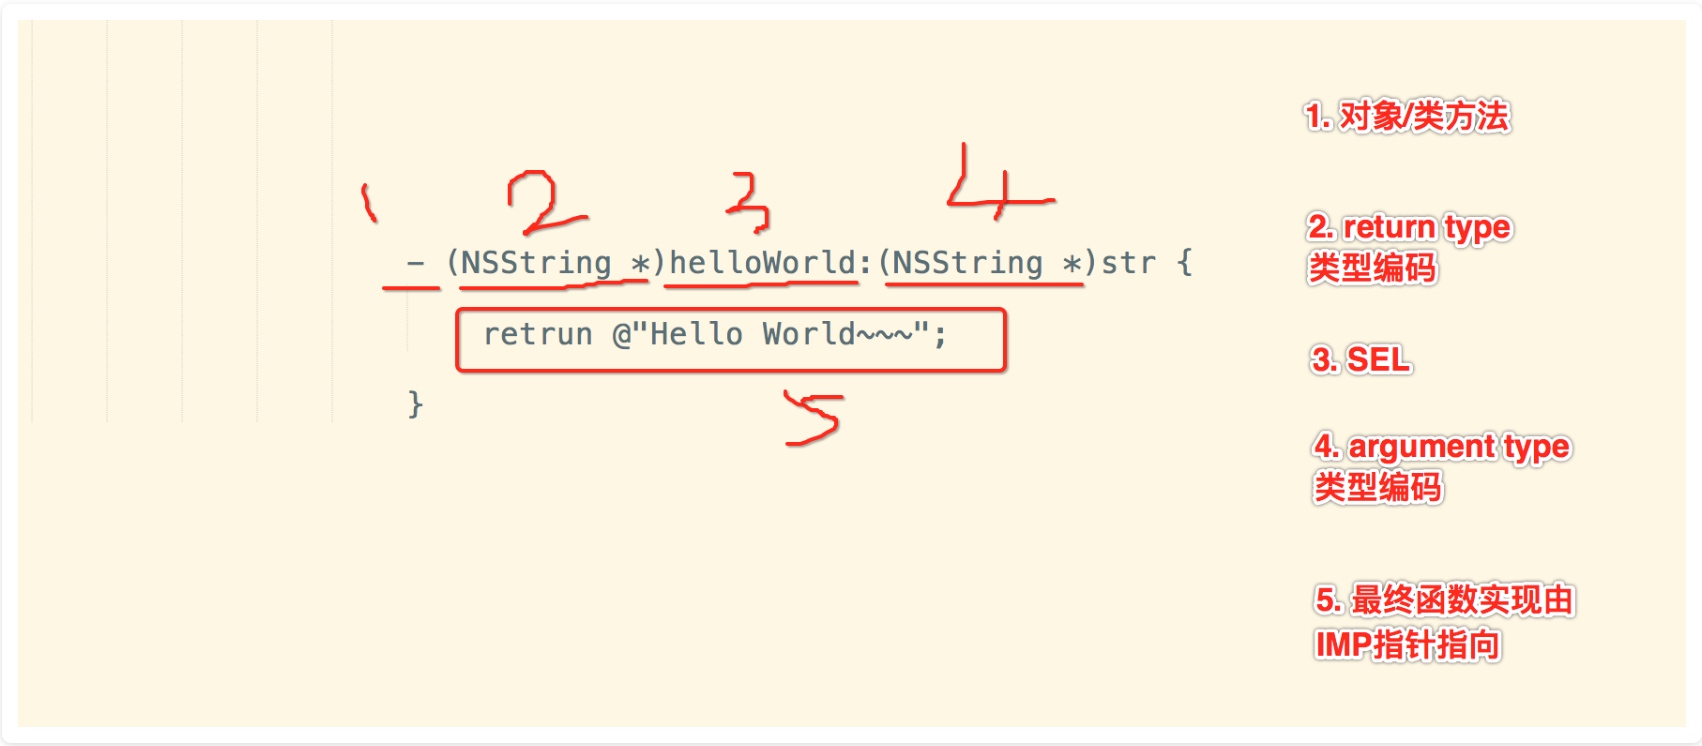 1 2 3 4
- (NSString *)helloWorld:(NSString *)str {
retrun @"Hello World~~~";
5
}
1. 对象/类方法
2. return type
类型编码
3. SEL
4. argument type
类型编码
5. 最终函数实现由
IMP指针指向